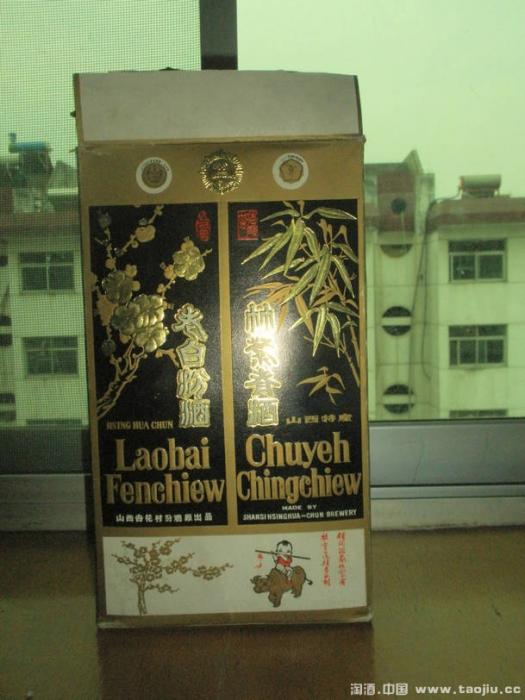 老白汾酒
HSING HUA CHUN
Laobai
Fenchiew
山西杏花村汾酒厂出品
竹叶青酒
山西特产
Chuyeh
Chingchiew
MADE BY
SHANSI HSINGHUA-CHUN BREWERY
淘酒.中国 www.taojiu.cc